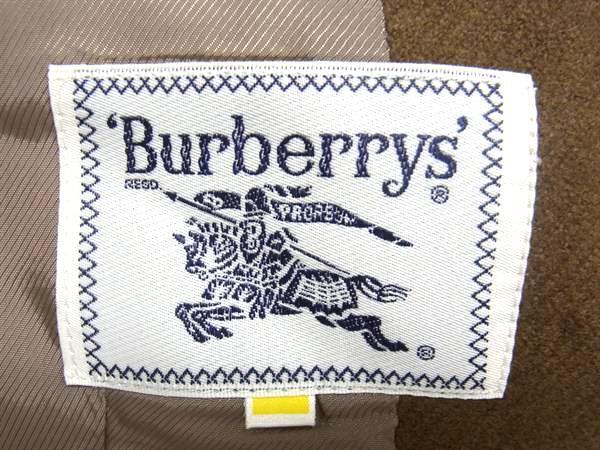 'Burberrys'
REGD.
®
PRORSUM
®